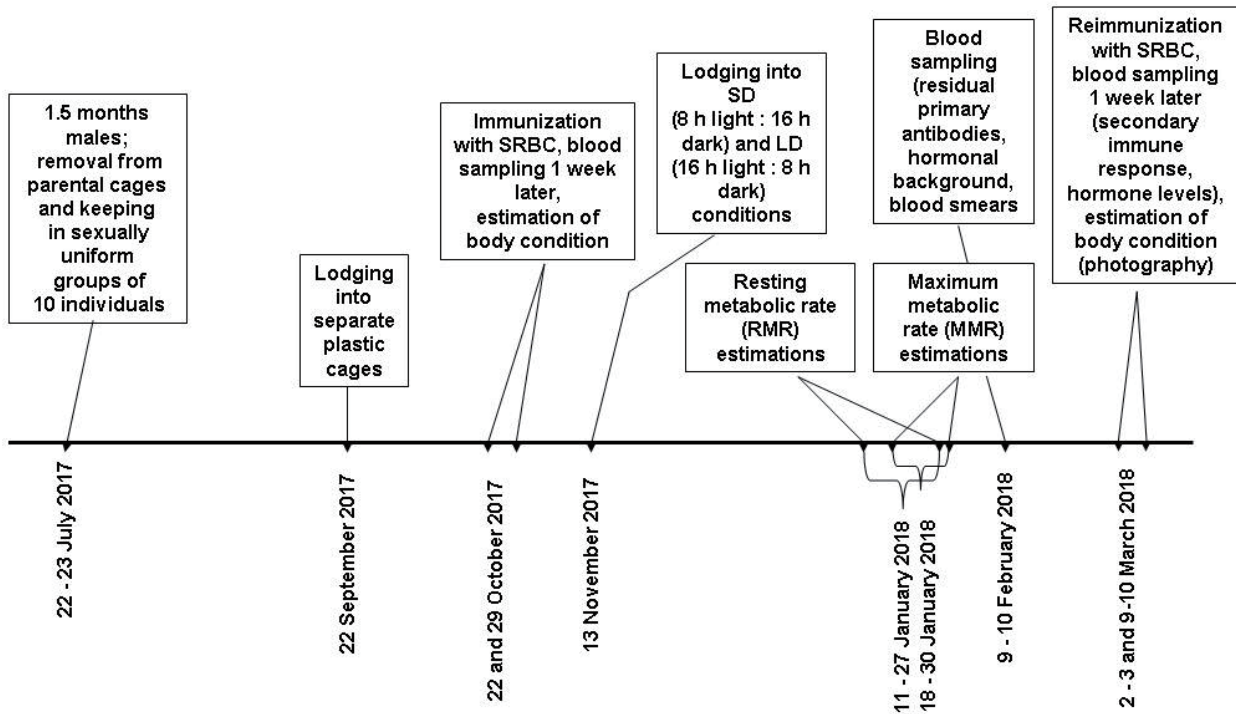 1.5 months
males;
removal from
parental cages
and keeping
in sexually
uniform
groups of
10 individuals
Lodging
into
separate
plastic
cages
Immunization
with SRBC, blood
sampling 1 week
later,
estimation of
body condition
Lodging into
SD
(8 h light : 16 h
dark) and LD
(16 h light : 8 h
dark)
conditions
Resting
metabolic rate
(RMR)
estimations
Blood
sampling
(residual
primary
antibodies,
hormonal
background,
blood smears
Maximum
metabolic
rate (MMR)
estimations
Reimmunization
with SRBC,
blood sampling
1 week later
(secondary
immune
response,
hormone levels),
estimation of
body condition
(photography)
22 - 23 July 2017
22 September 2017
22 and 29 October 2017
13 November 2017
11 - 27 January 2018
18 - 30 January 2018
9 - 10 February 2018
2 - 3 and 9-10 March 2018